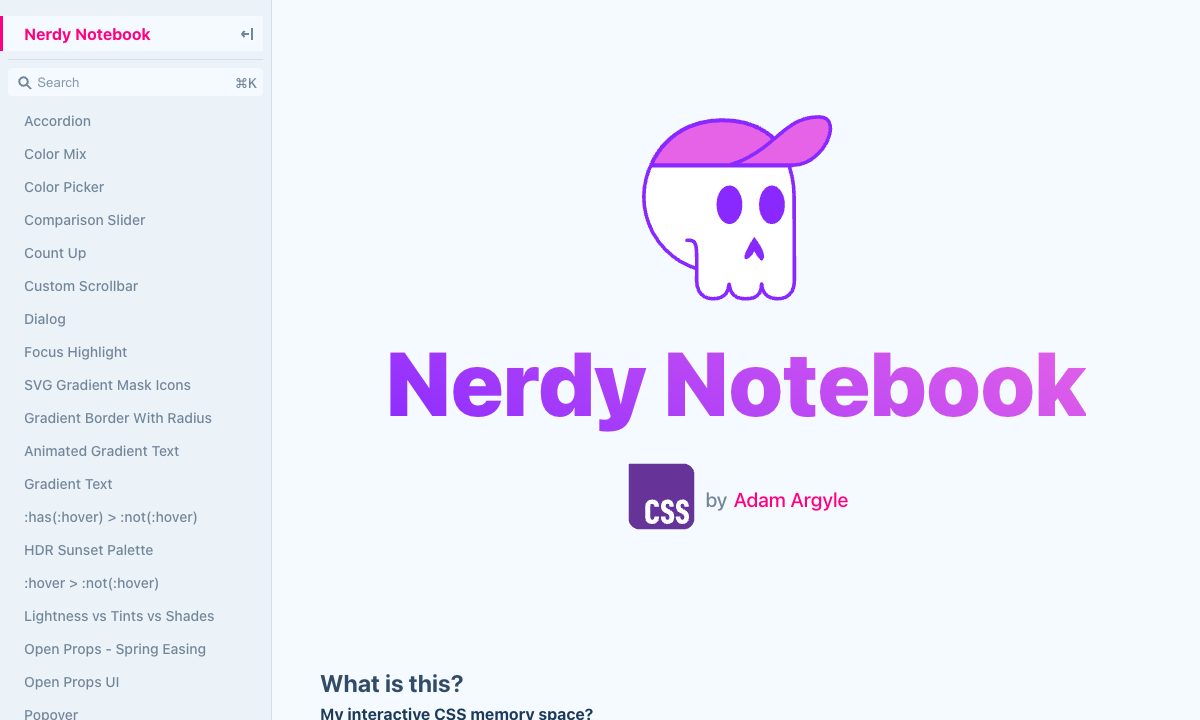 Nerdy Notebook
Search ⌘K
Accordion
Color Mix
Color Picker
Comparison Slider
Count Up
Custom Scrollbar
Dialog
Focus Highlight
SVG Gradient Mask Icons
Gradient Border With Radius
Animated Gradient Text
Gradient Text
:has(:hover) > :not(:hover)
HDR Sunset Palette
:hover > :not(:hover)
Lightness vs Tints vs Shades
Open Props - Spring Easing
Open Props UI
Popover
Nerdy Notebook
CSS by Adam Argyle
What is this?
My interactive CSS memory space?